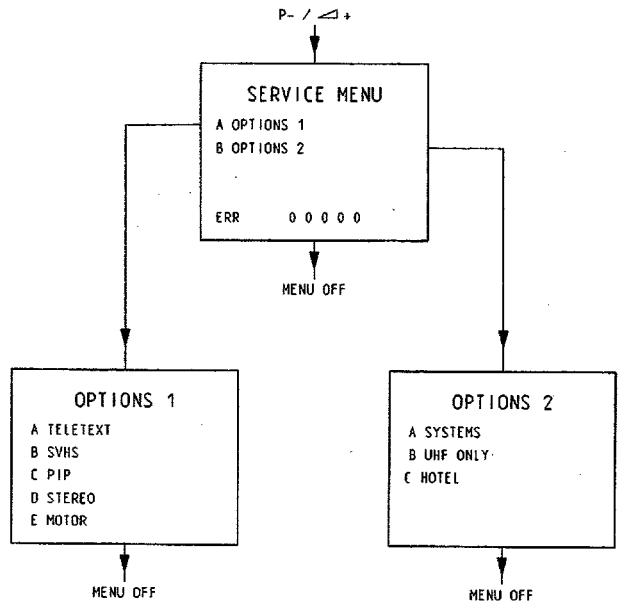 P- / ⊿ +
SERVICE MENU
A OPTIONS 1
B OPTIONS 2
ERR 0 0 0 0 0
MENU OFF
OPTIONS 1
A TELETEXT
B SVHS
C PIP
D STEREO
E MOTOR
MENU OFF
OPTIONS 2
A SYSTEMS
B UHF ONLY
C HOTEL
MENU OFF